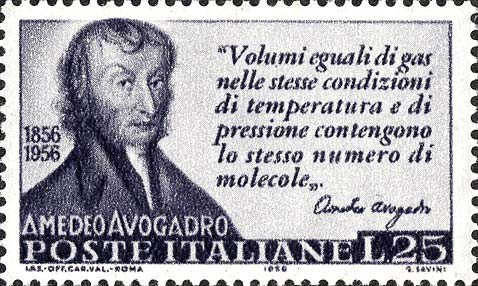 "Volumi eguali di gas
nelle stesse condizioni
di temperatura e di
pressione contengono
lo stesso numero di
molecole„.
1856
1956
Amedeo Avogadro
AMEDEO AVOGADRO
POSTE ITALIANE L.25
I.P.S.-OFF.CAR.VAL.-ROMA 1956 G. SAVINI